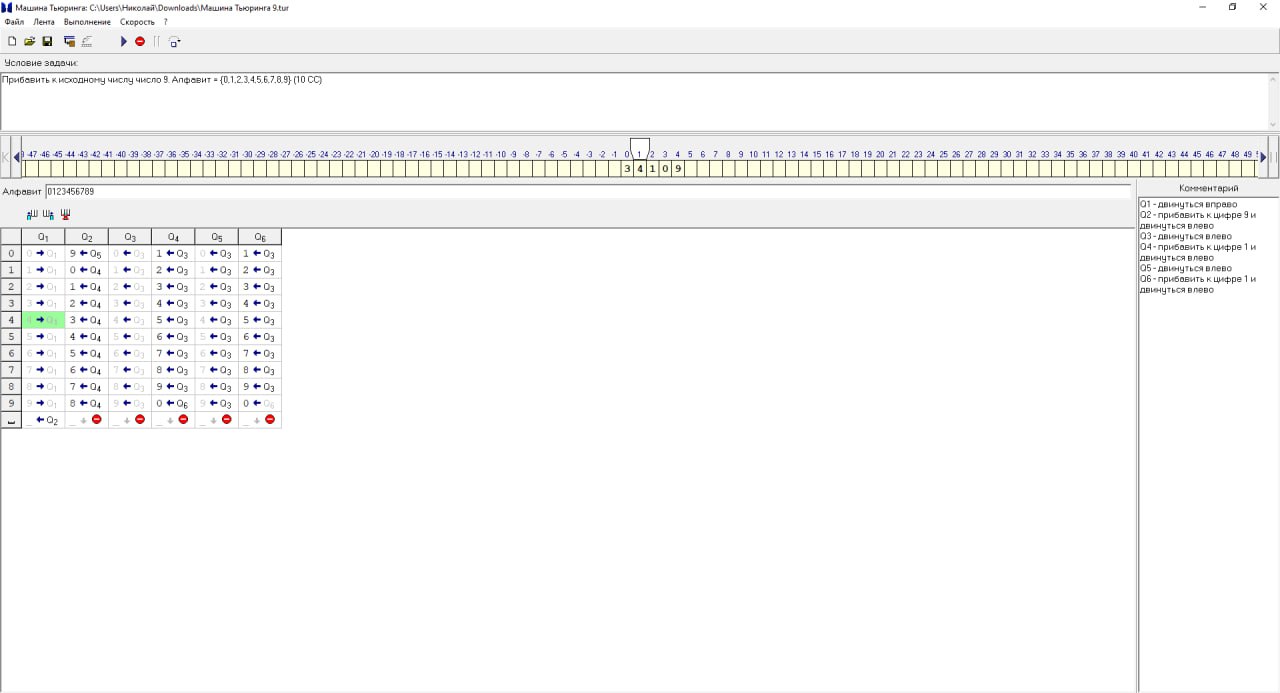 Машина Тьюринга: C:\Users\Николай\Downloads\Машина Тьюринга 9.tur
Файл Лента Выполнение Скорость ?
Условие задачи:
Прибавить к исходному числу число 9. Алфавит = {0,1,2,3,4,5,6,7,8,9} (10 СС)
-47 -46 -45 -44 -43 -42 -41 -40 -39 -38 -37 -36 -35 -34 -33 -32 -31 -30 -29 -28 -27 -26 -25 -24 -23 -22 -21 -20 -19 -18 -17 -16 -15 -14 -13 -12 -11 -10 -9 -8 -7 -6 -5 -4 -3 -2 -1 0 1 2 3 4 5 6 7 8 9 10 11 12 13 14 15 16 17 18 19 20 21 22 23 24 25 26 27 28 29 30 31 32 33 34 35 36 37 38 39 40 41 42 43 44 45 46 47 48 49
3 4 1 0 9
Алфавит 0123456789
Комментарий
Q1 - двинуться вправо
Q2 - прибавить к цифре 9 и
двинуться влево
Q3 - двинуться влево
Q4 - прибавить к цифре 1 и
двинуться влево
Q5 - двинуться влево
Q6 - прибавить к цифре 1 и
двинуться влево
Q1 Q2 Q3 Q4 Q5 Q6
0 0 → Q1 9 ← Q5 0 ← Q3 1 ← Q3 0 ← Q3 1 ← Q3
1 1 → Q1 0 ← Q4 1 ← Q3 2 ← Q3 1 ← Q3 2 ← Q3
2 2 → Q1 1 ← Q4 2 ← Q3 3 ← Q3 2 ← Q3 3 ← Q3
3 3 → Q1 2 ← Q4 3 ← Q3 4 ← Q3 3 ← Q3 4 ← Q3
4 4 → Q1 3 ← Q4 4 ← Q3 5 ← Q3 4 ← Q3 5 ← Q3
5 5 → Q1 4 ← Q4 5 ← Q3 6 ← Q3 5 ← Q3 6 ← Q3
6 6 → Q1 5 ← Q4 6 ← Q3 7 ← Q3 6 ← Q3 7 ← Q3
7 7 → Q1 6 ← Q4 7 ← Q3 8 ← Q3 7 ← Q3 8 ← Q3
8 8 → Q1 7 ← Q4 8 ← Q3 9 ← Q3 8 ← Q3 9 ← Q3
9 9 → Q1 8 ← Q4 9 ← Q3 0 ← Q6 9 ← Q3 0 ← Q6
_ ← Q2 _ ↓ _ ↓ _ ↓ _ ↓ _ ↓